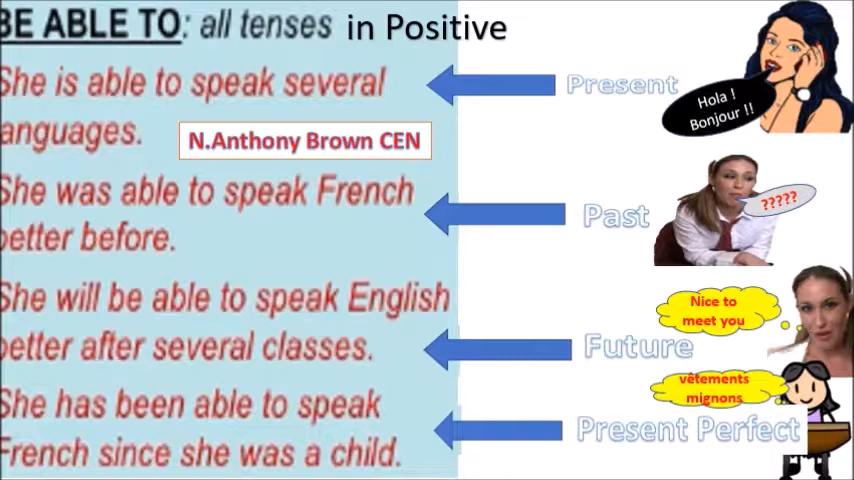 BE ABLE TO: all tenses in Positive
She is able to speak several
languages.
N.Anthony Brown CEN
Present
Hola !
Bonjour !!
She was able to speak French
better before.
Past
?????
She will be able to speak English
better after several classes.
Future
Nice to
meet you
She has been able to speak
French since she was a child.
Present Perfect
vêtements
mignons